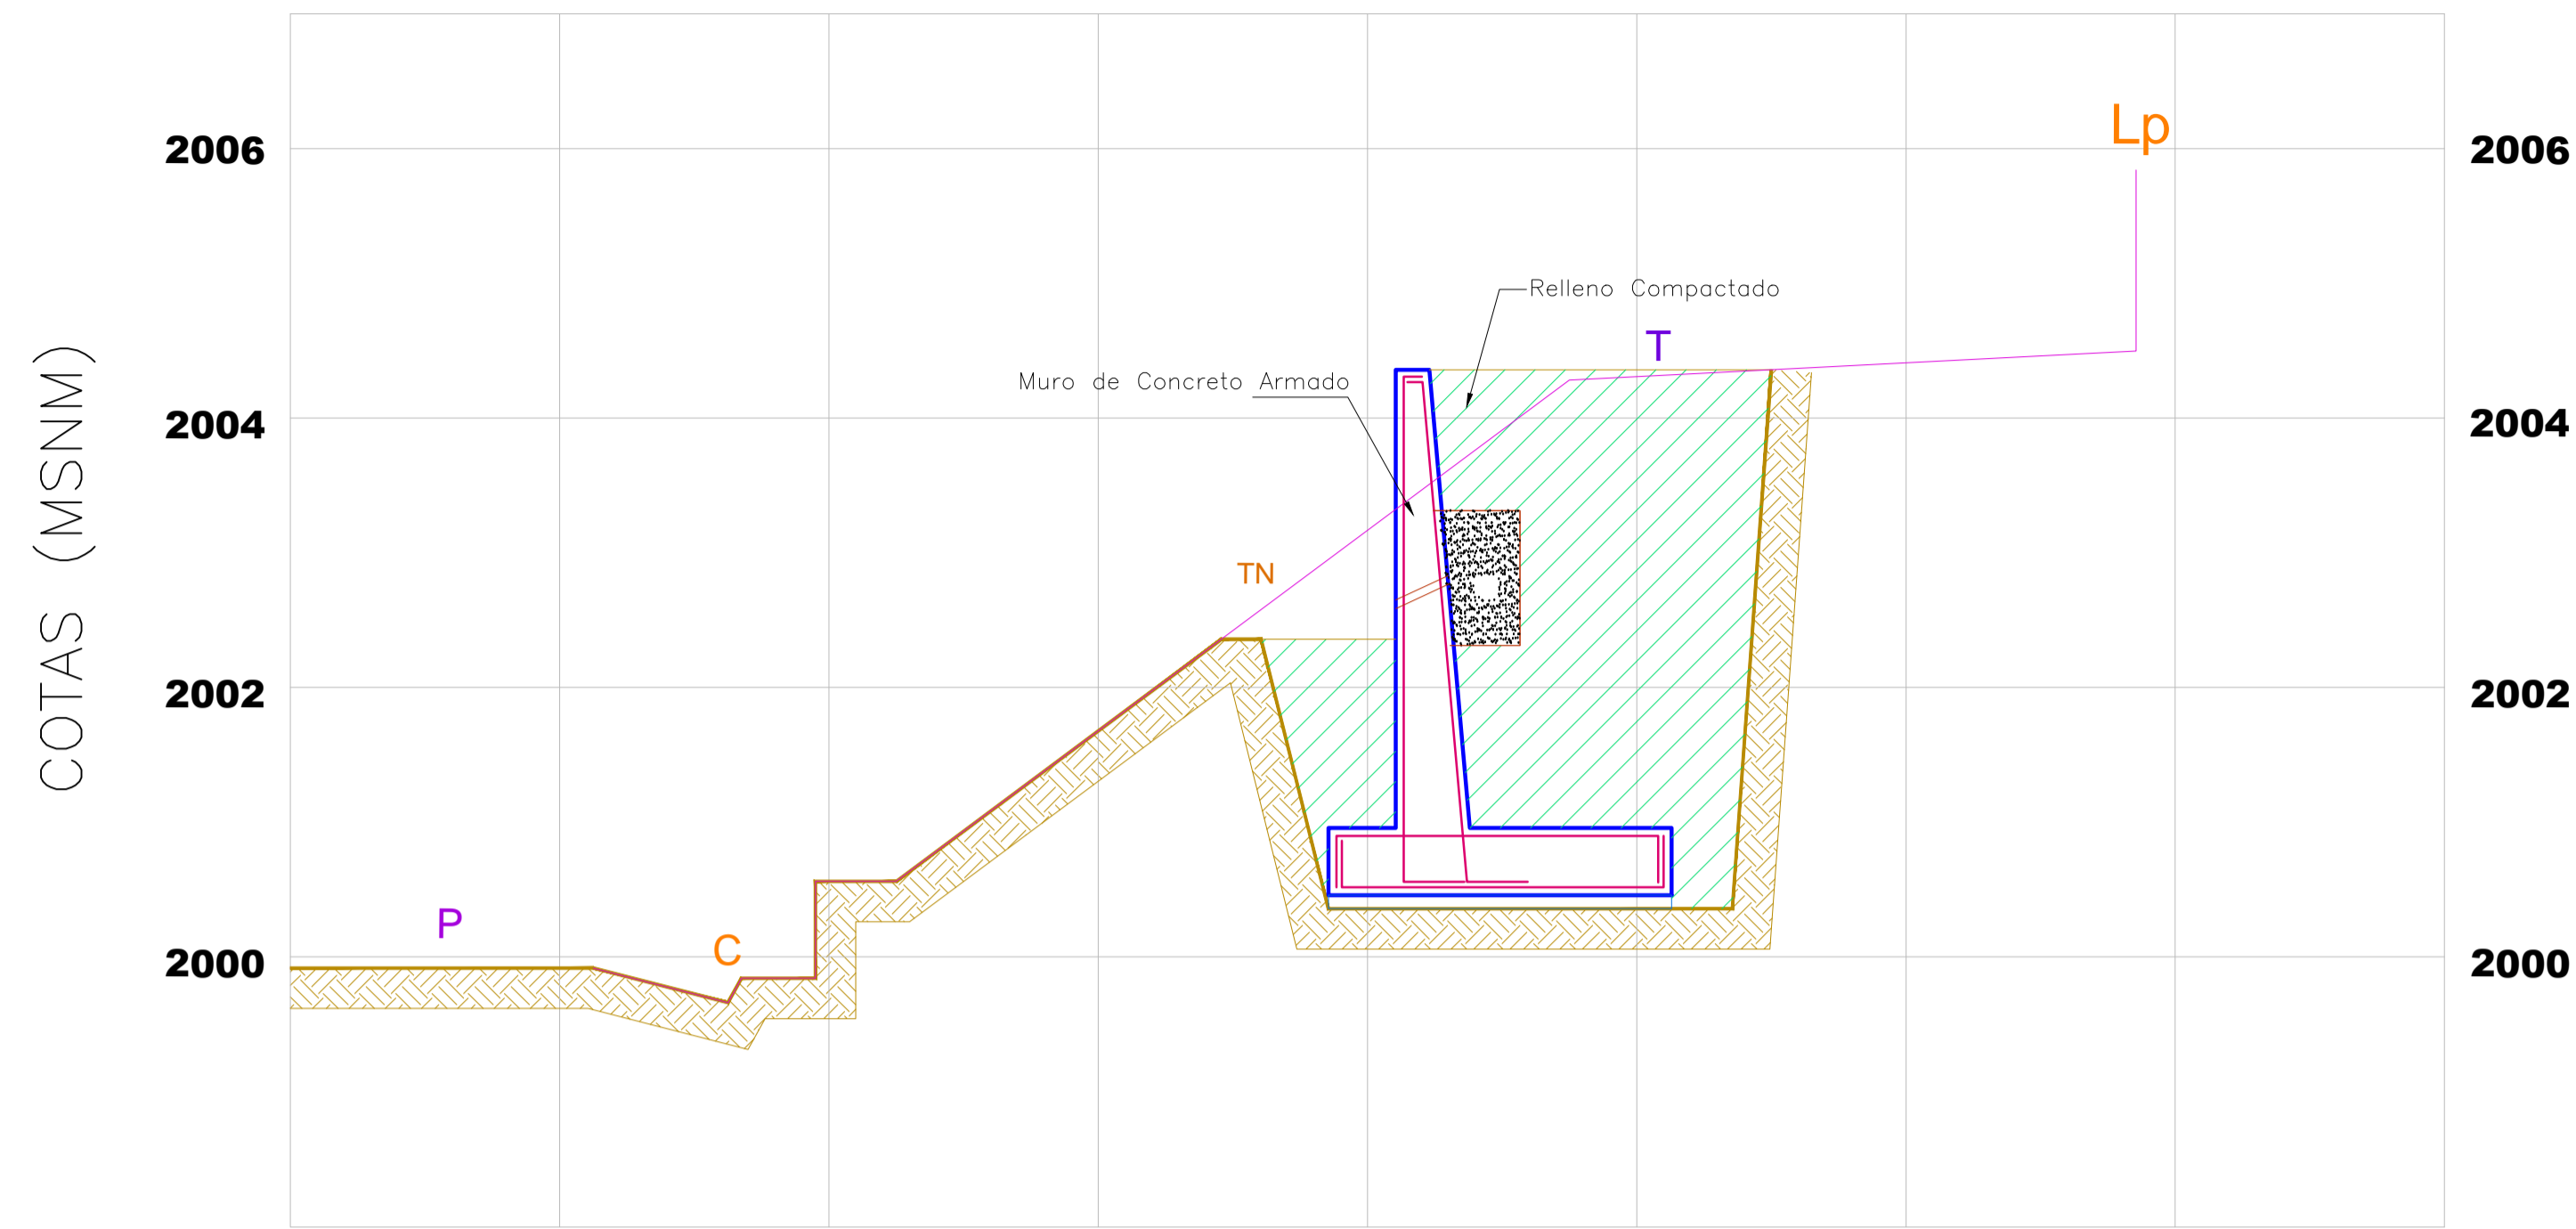 Lp
2006 2006
Relleno Compactado
T
Muro de Concreto Armado
2004 2004
TN
COTAS (MSNM)
2002 2002
P
C
2000 2000